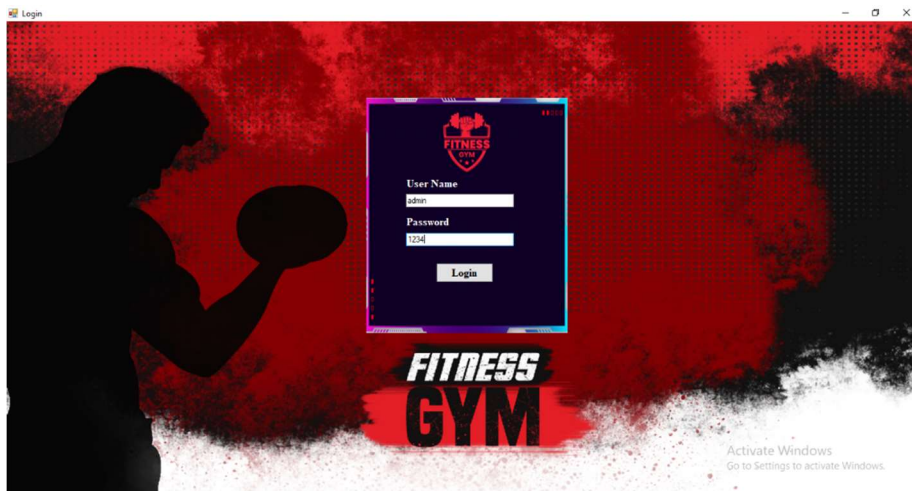 Login
FITNESS
GYM
User Name
admin
Password
1234
Login
FITNESS
GYM
Activate Windows
Go to Settings to activate Windows.